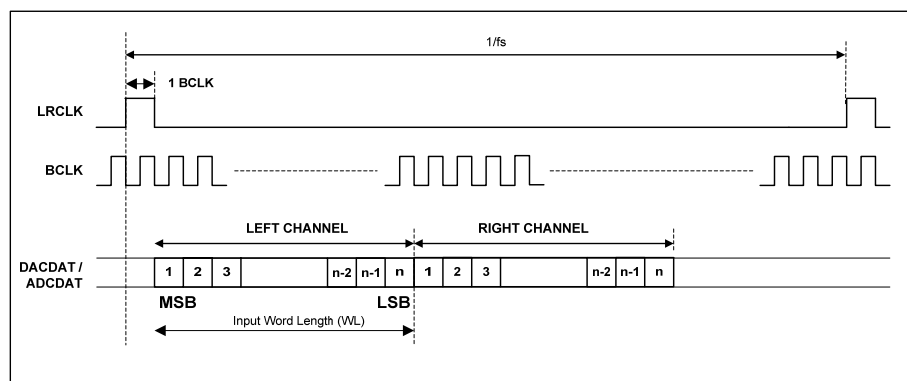 1/fs
1 BCLK
LRCLK
BCLK
LEFT CHANNEL
RIGHT CHANNEL
DACDAT /
ADCDAT
1 2 3 n-2 n-1 n 1 2 3 n-2 n-1 n
MSB LSB
Input Word Length (WL)